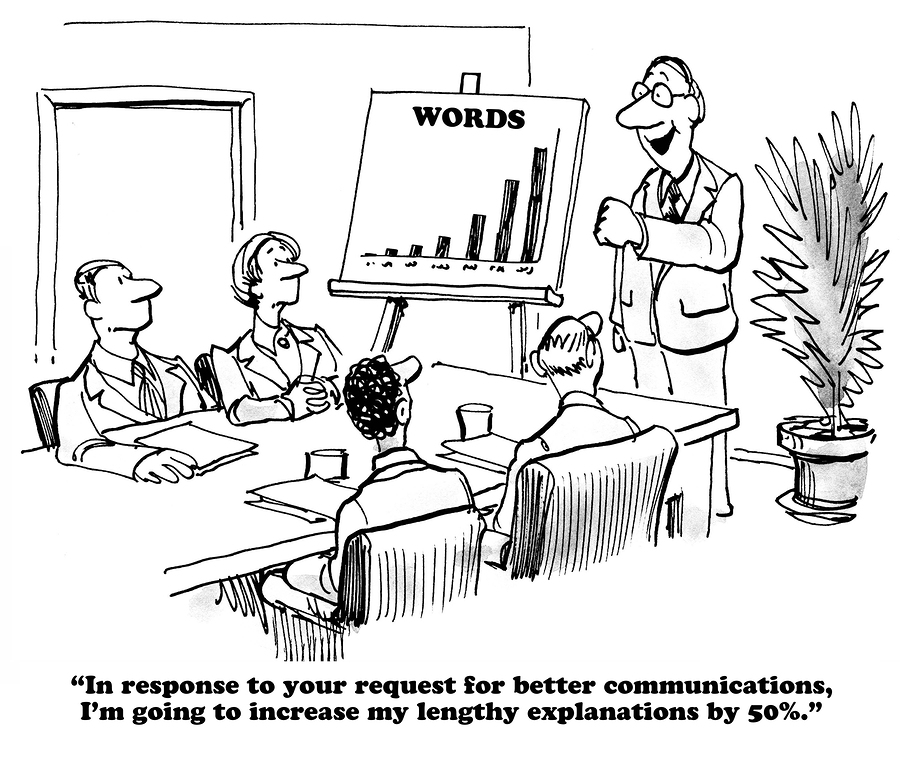 WORDS
“In response to your request for better communications,
I’m going to increase my lengthy explanations by 50%.”